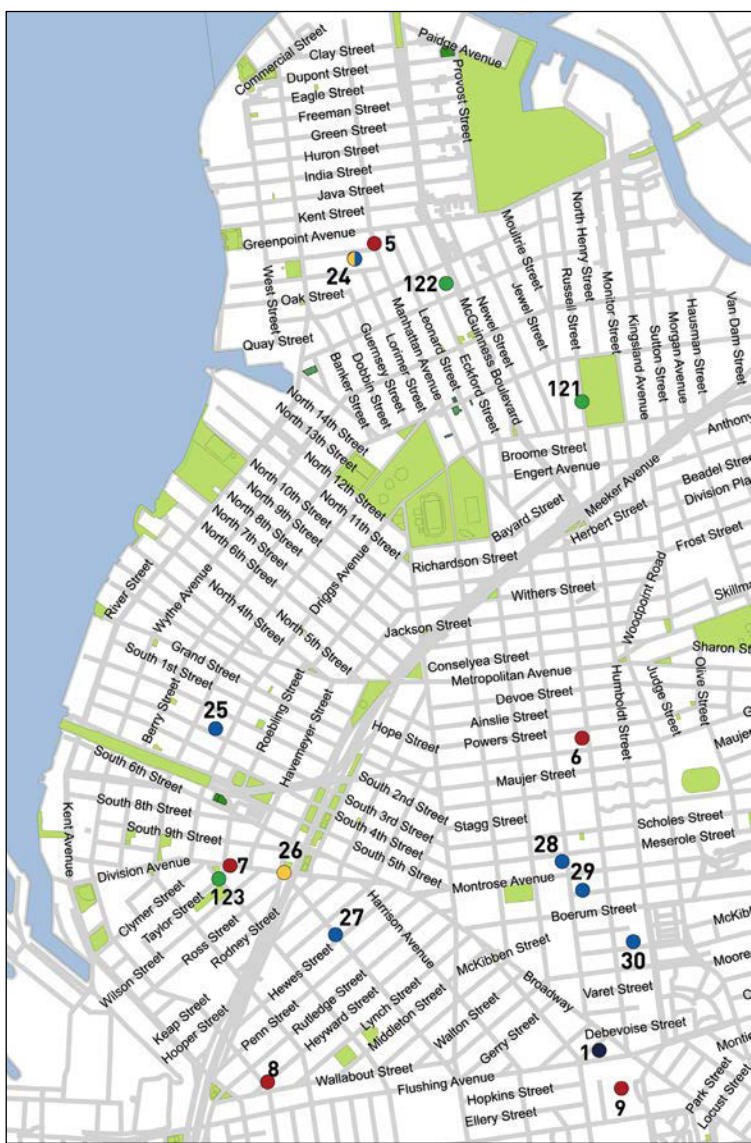 Commercial Street
Clay Street
Paidge Avenue
Dupont Street
Eagle Street
Freeman Street
Provost Street
Green Street
Huron Street
India Street
Java Street
Kent Street
Greenpoint Avenue
5
24
122
West Street
Oak Street
Quay Street
Moultrie Street
North Henry Street
Jewel Street
Russell Street
Monitor Street
Kingsland Avenue
Sutton Street
Morgan Avenue
Hausman Street
Van Dam Street
Newel Street
McGuinness Boulevard
Eckford Street
Leonard Street
Manhattan Avenue
Lorimer Street
Guernsey Street
Dobbin Street
Banker Street
121
North 14th Street
North 13th Street
North 12th Street
North 11th Street
North 10th Street
North 9th Street
North 8th Street
North 7th Street
North 6th Street
Broome Street
Engert Avenue
Meeker Avenue
Anthony
Beadel Stree
Division Pla
Bayard Street
Herbert Street
Frost Street
Richardson Street
Driggs Avenue
Withers Street
Woodpoint Road
Skillma
River Street
Wythe Avenue
North 4th Street
North 5th Street
Jackson Street
Sharon St
Grand Street
South 1st Street
Conselyea Street
Metropolitan Avenue
Devoe Street
Humboldt Street
Judge Street
Olive Street
Berry Street
25
Roebling Street
Havemeyer Street
Hope Street
Ainslie Street
Powers Street
6
G
Maujer
Maujer Street
South 6th Street
South 2nd Street
South 3rd Street
South 4th Street
South 5th Street
South 8th Street
Stagg Street
Scholes Street
Meserole Street
Kent Avenue
South 9th Street
26
28
29
Division Avenue
7
123
Montrose Avenue
Clymer Street
Taylor Street
Boerum Street
Wilson Street
Ross Street
Rodney Street
27
Harrison Avenue
McKibben Street
McKibb
30
Moore
Hewes Street
Broadway
Varet Street
Keap Street
Hooper Street
Penn Street
Rutledge Street
Heyward Street
Lynch Street
Middleton Street
Walton Street
Gerry Street
Debevoise Street
1
Montie
8
Wallabout Street
Flushing Avenue
Hopkins Street
9
Park Street
Locust Street
Ellery Street